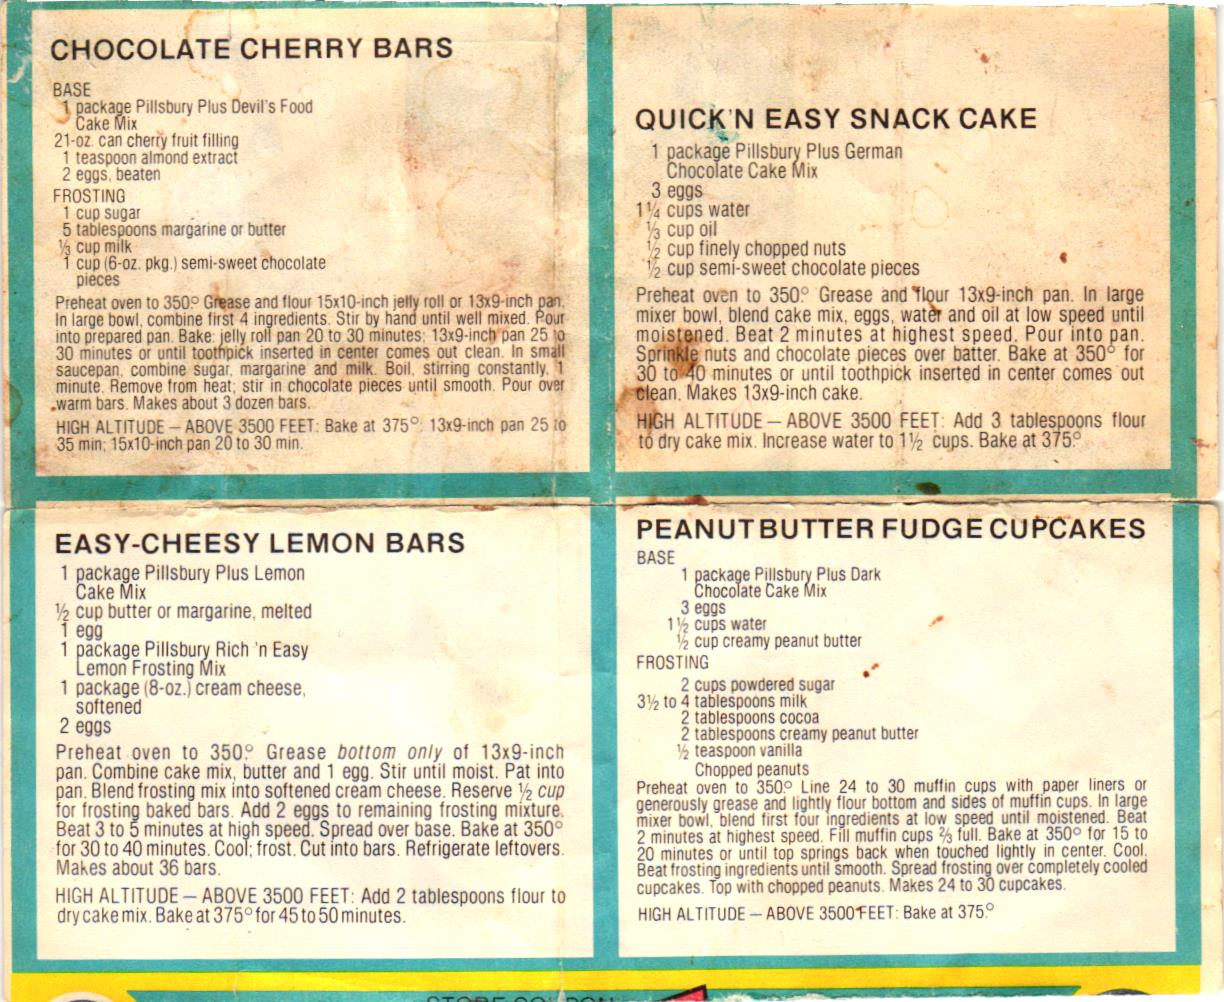 CHOCOLATE CHERRY BARS
BASE
1 package Pillsbury Plus Devil's Food
Cake Mix
21-oz. can cherry fruit filling
1 teaspoon almond extract
2 eggs, beaten
FROSTING
1 cup sugar
5 tablespoons margarine or butter
⅓ cup milk
1 cup (6-oz. pkg.) semi-sweet chocolate
pieces
Preheat oven to 350.° Grease and flour 15x10-inch jelly roll or 13x9-inch pan.
In large bowl, combine first 4 ingredients. Stir by hand until well mixed. Pour
into prepared pan. Bake: jelly roll pan 20 to 30 minutes; 13x9-inch pan 25 to
30 minutes or until toothpick inserted in center comes out clean. In small
saucepan, combine sugar, margarine and milk. Boil, stirring constantly, 1
minute. Remove from heat; stir in chocolate pieces until smooth. Pour over
warm bars. Makes about 3 dozen bars.
HIGH ALTITUDE — ABOVE 3500 FEET: Bake at 375°: 13x9-inch pan 25 to
35 min; 15x10-inch pan 20 to 30 min.
QUICK'N EASY SNACK CAKE
1 package Pillsbury Plus German
Chocolate Cake Mix
3 eggs
1¼ cups water
⅓ cup oil
½ cup finely chopped nuts
½ cup semi-sweet chocolate pieces
Preheat oven to 350.° Grease and flour 13x9-inch pan. In large
mixer bowl, blend cake mix, eggs, water and oil at low speed until
moistened. Beat 2 minutes at highest speed. Pour into pan.
Sprinkle nuts and chocolate pieces over batter. Bake at 350° for
30 to 40 minutes or until toothpick inserted in center comes out
clean. Makes 13x9-inch cake.
HIGH ALTITUDE — ABOVE 3500 FEET: Add 3 tablespoons flour
to dry cake mix. Increase water to 1½ cups. Bake at 375.°
EASY-CHEESY LEMON BARS
1 package Pillsbury Plus Lemon
Cake Mix
½ cup butter or margarine, melted
1 egg
1 package Pillsbury Rich 'n Easy
Lemon Frosting Mix
1 package (8-oz.) cream cheese,
softened
2 eggs
Preheat oven to 350.° Grease bottom only of 13x9-inch
pan. Combine cake mix, butter and 1 egg. Stir until moist. Pat into
pan. Blend frosting mix into softened cream cheese. Reserve ½ cup
for frosting baked bars. Add 2 eggs to remaining frosting mixture.
Beat 3 to 5 minutes at high speed. Spread over base. Bake at 350°
for 30 to 40 minutes. Cool; frost. Cut into bars. Refrigerate leftovers.
Makes about 36 bars.
HIGH ALTITUDE — ABOVE 3500 FEET: Add 2 tablespoons flour to
dry cake mix. Bake at 375° for 45 to 50 minutes.
PEANUT BUTTER FUDGE CUPCAKES
BASE
1 package Pillsbury Plus Dark
Chocolate Cake Mix
3 eggs
1½ cups water
½ cup creamy peanut butter
FROSTING
2 cups powdered sugar
3½ to 4 tablespoons milk
2 tablespoons cocoa
2 tablespoons creamy peanut butter
½ teaspoon vanilla
Chopped peanuts
Preheat oven to 350.° Line 24 to 30 muffin cups with paper liners or
generously grease and lightly flour bottom and sides of muffin cups. In large
mixer bowl, blend first four ingredients at low speed until moistened. Beat
2 minutes at highest speed. Fill muffin cups ⅔ full. Bake at 350° for 15 to
20 minutes or until top springs back when touched lightly in center. Cool.
Beat frosting ingredients until smooth. Spread frosting over completely cooled
cupcakes. Top with chopped peanuts. Makes 24 to 30 cupcakes.
HIGH ALTITUDE — ABOVE 3500 FEET: Bake at 375.°
STORE COUPON